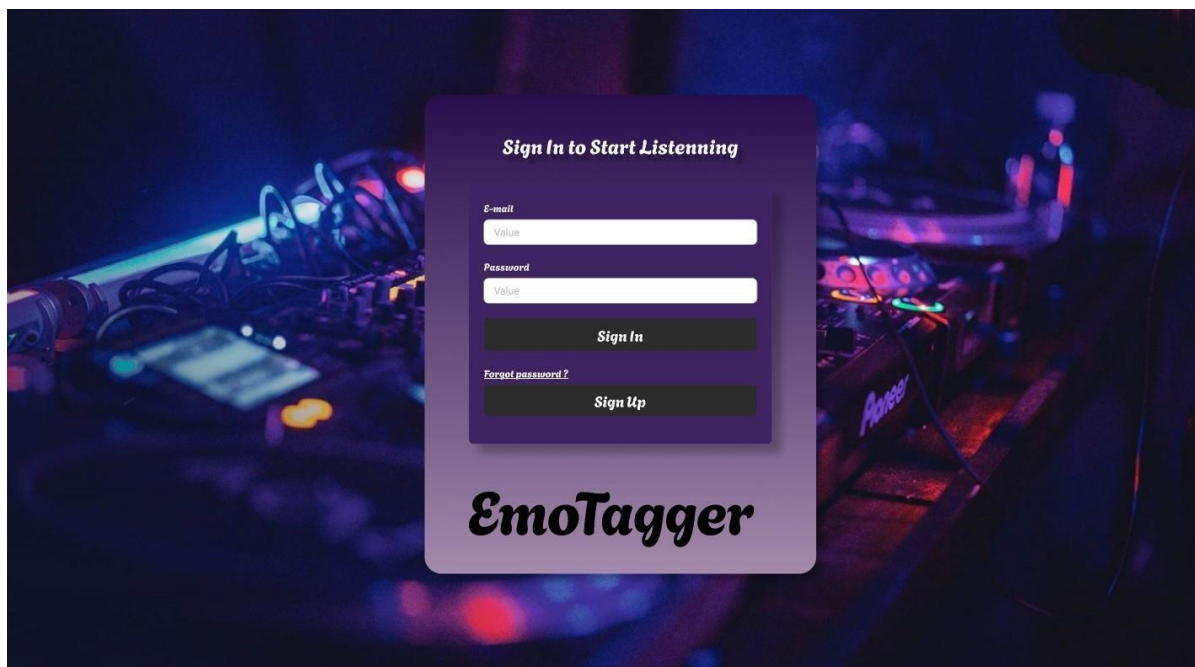 Sign In to Start Listenning
E-mail
Value
Password
Value
Sign In
Forgot password ?
Sign Up
Pioneer
EmoTagger